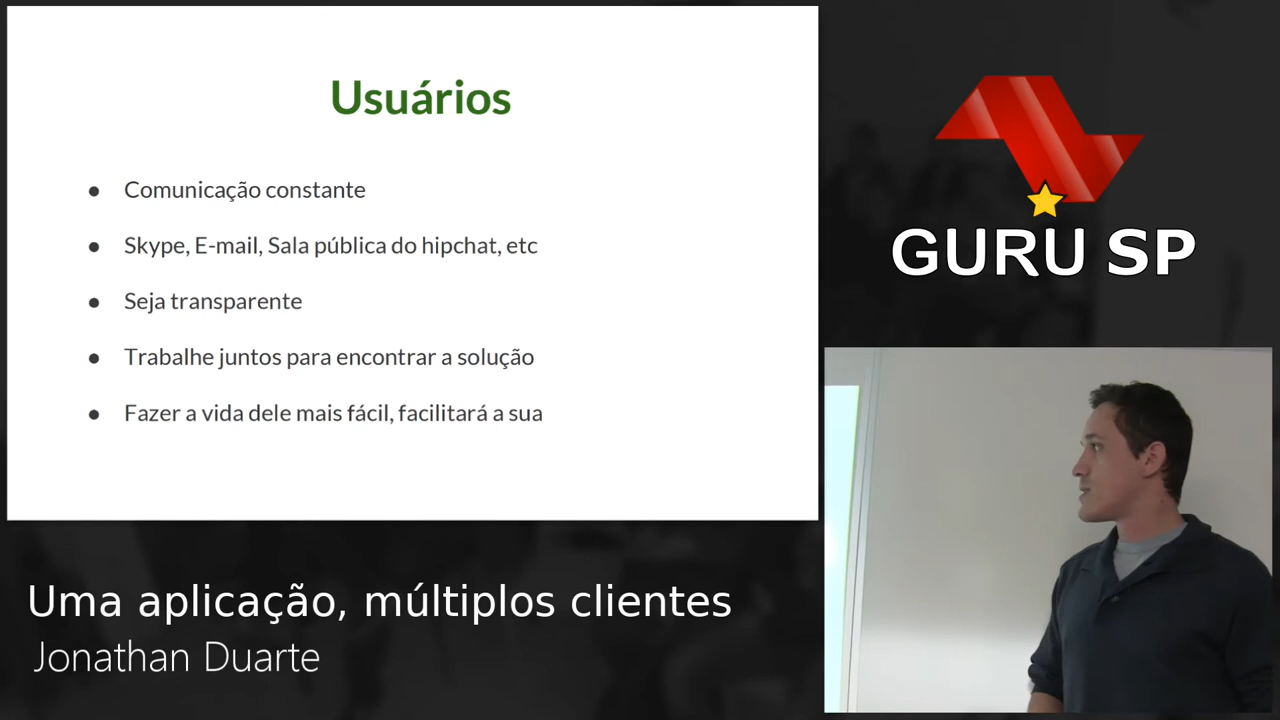 Usuários
● Comunicação constante
● Skype, E-mail, Sala pública do hipchat, etc
● Seja transparente
● Trabalhe juntos para encontrar a solução
● Fazer a vida dele mais fácil, facilitará a sua
GURU SP
Uma aplicação, múltiplos clientes
Jonathan Duarte